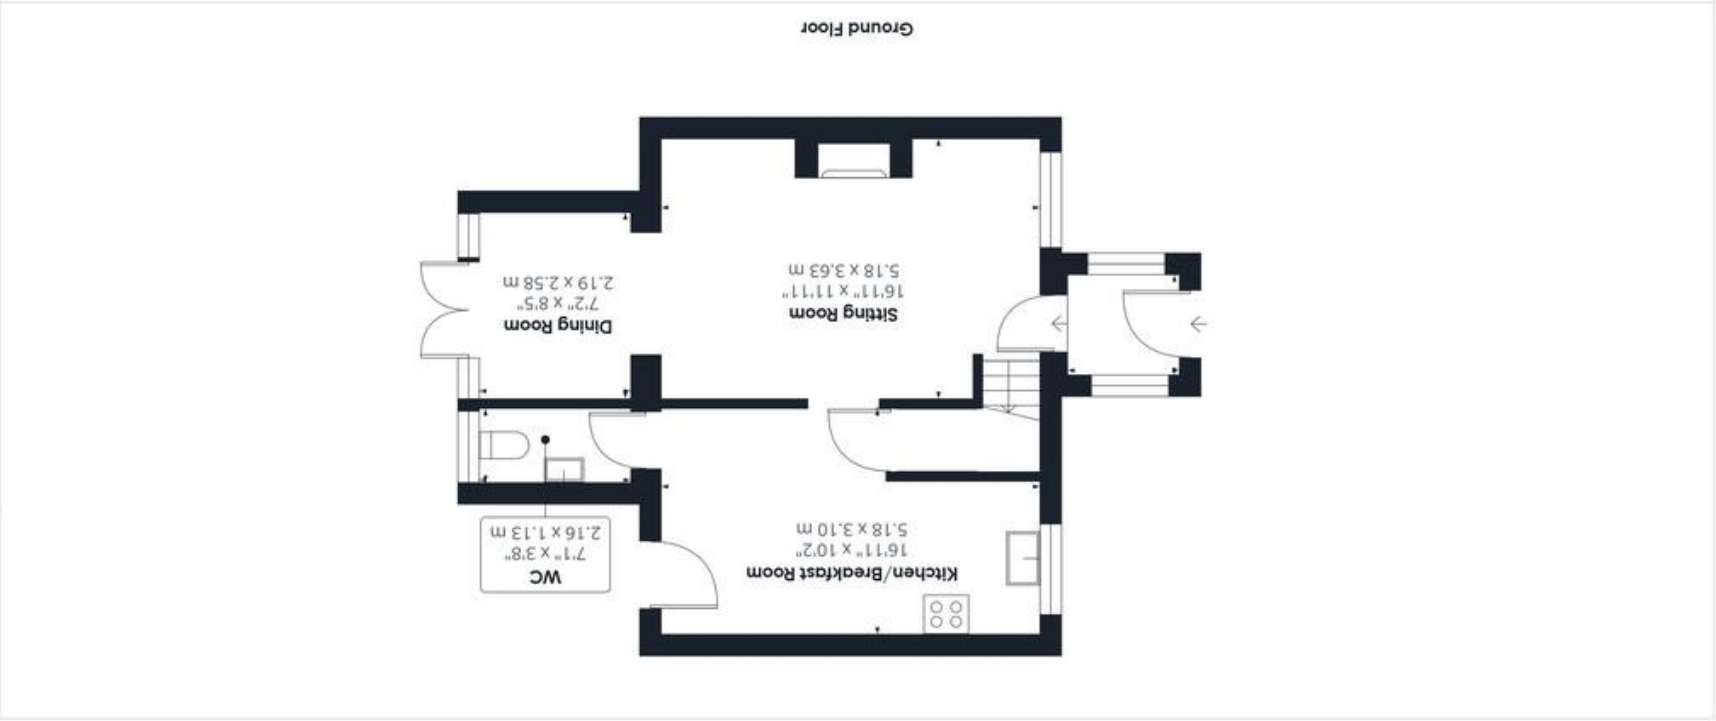 Kitchen/Breakfast Room
16'11" x 10'2"
5.18 x 3.10 m
WC
7'1" x 3'8"
2.16 x 1.13 m
Sitting Room
16'11" x 11'11"
5.18 x 3.63 m
Dining Room
7'2" x 8'5"
2.19 x 2.58 m
Ground Floor